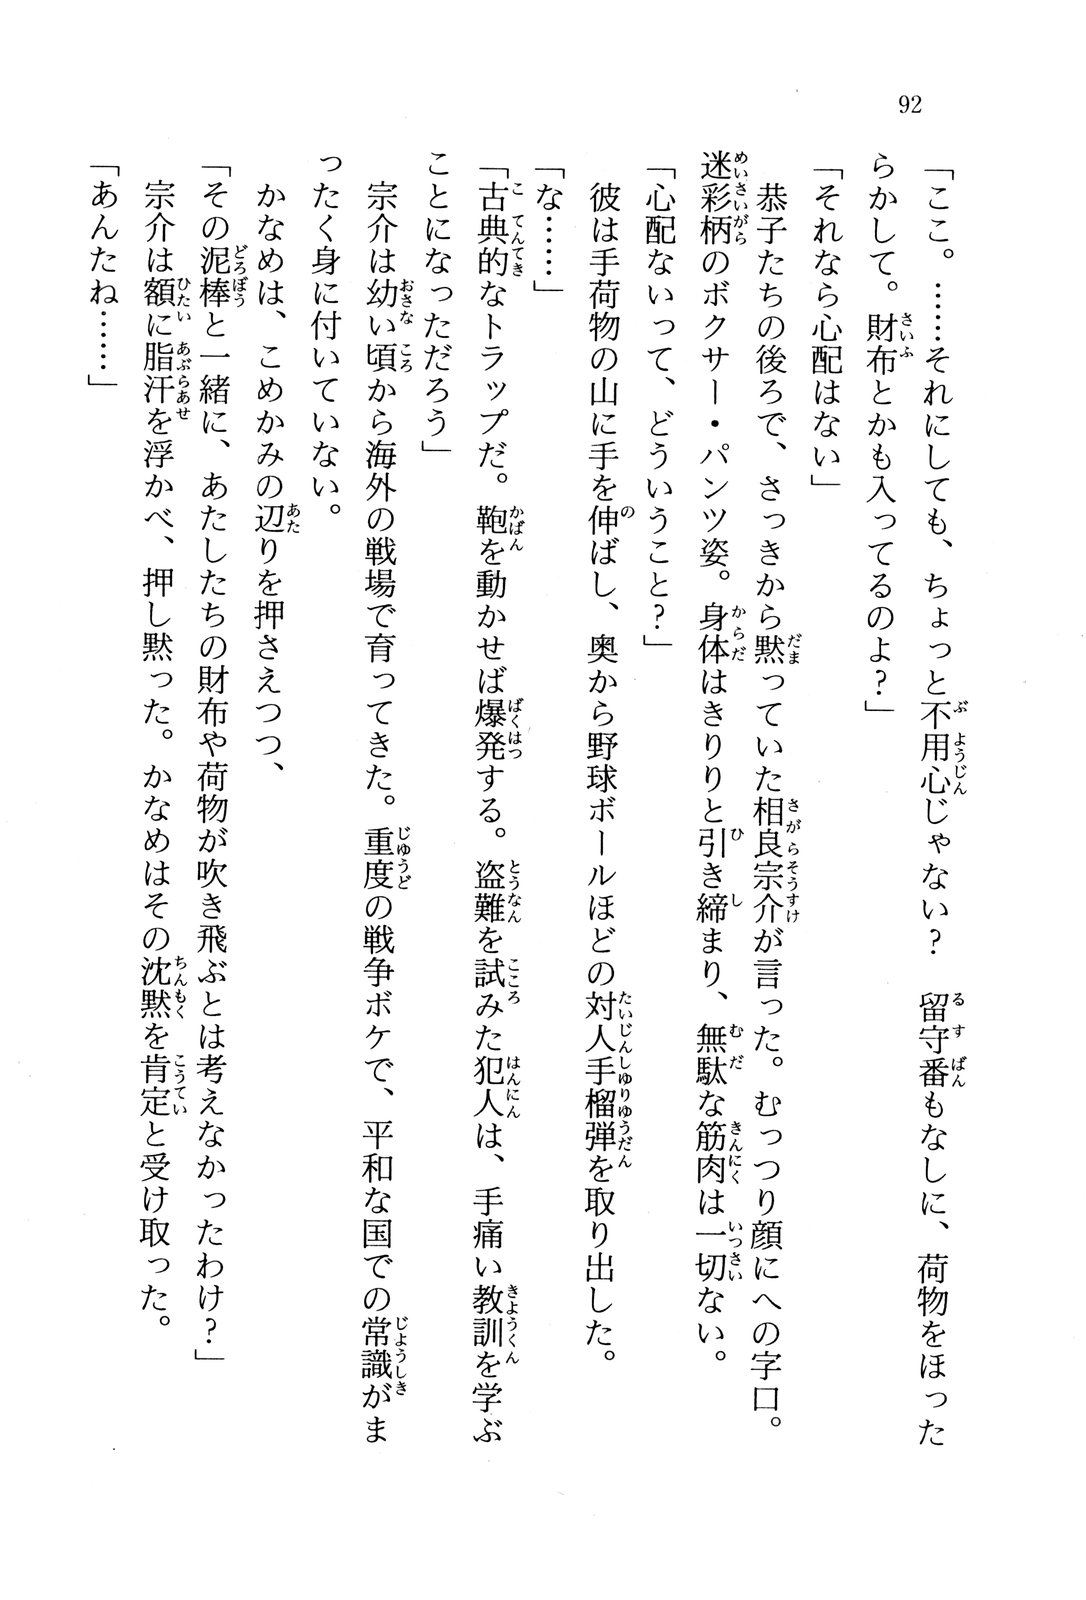 92
「ここ。……それにしても、ちょっと不用心じゃない？　留守番もなしに、荷物をほった
らかして。財布とかも入ってるのよ？」
「それなら心配はない」
　恭子たちの後ろで、さっきから黙っていた相良宗介が言った。むっつり顔にへの字口。
迷彩柄のボクサー・パンツ姿。身体はきりりと引き締まり、無駄な筋肉は一切ない。
「心配ないって、どういうこと？」
　彼は手荷物の山に手を伸ばし、奥から野球ボールほどの対人手榴弾を取り出した。
「な……」
「古典的なトラップだ。鞄を動かせば爆発する。盗難を試みた犯人は、手痛い教訓を学ぶ
ことになっただろう」
　宗介は幼い頃から海外の戦場で育ってきた。重度の戦争ボケで、平和な国での常識がま
ったく身に付いていない。
　かなめは、こめかみの辺りを押さえつつ、
「その泥棒と一緒に、あたしたちの財布や荷物が吹き飛ぶとは考えなかったわけ？」
　宗介は額に脂汗を浮かべ、押し黙った。かなめはその沈黙を肯定と受け取った。
「あんたね……」